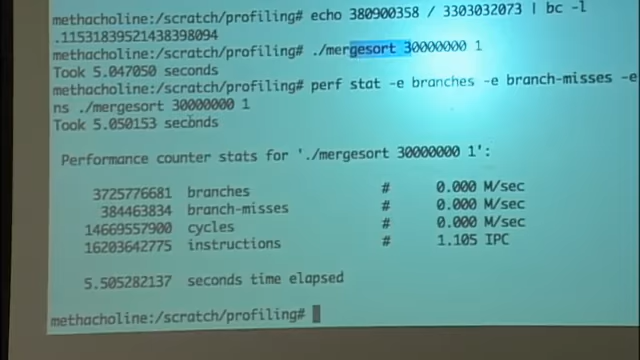 methacholine:/scratch/profiling# echo 380900358 / 3303032073 | bc -l
.11531839521438398094
methacholine:/scratch/profiling# ./mergesort 30000000 1
Took 5.047050 seconds
methacholine:/scratch/profiling# perf stat -e branches -e branch-misses -e
ns ./mergesort 30000000 1
Took 5.050153 seconds
Performance counter stats for './mergesort 30000000 1':
3725776681 branches # 0.000 M/sec
384463834 branch-misses # 0.000 M/sec
14669557900 cycles # 0.000 M/sec
16203642775 instructions # 1.105 IPC
5.505282137 seconds time elapsed
methacholine:/scratch/profiling#